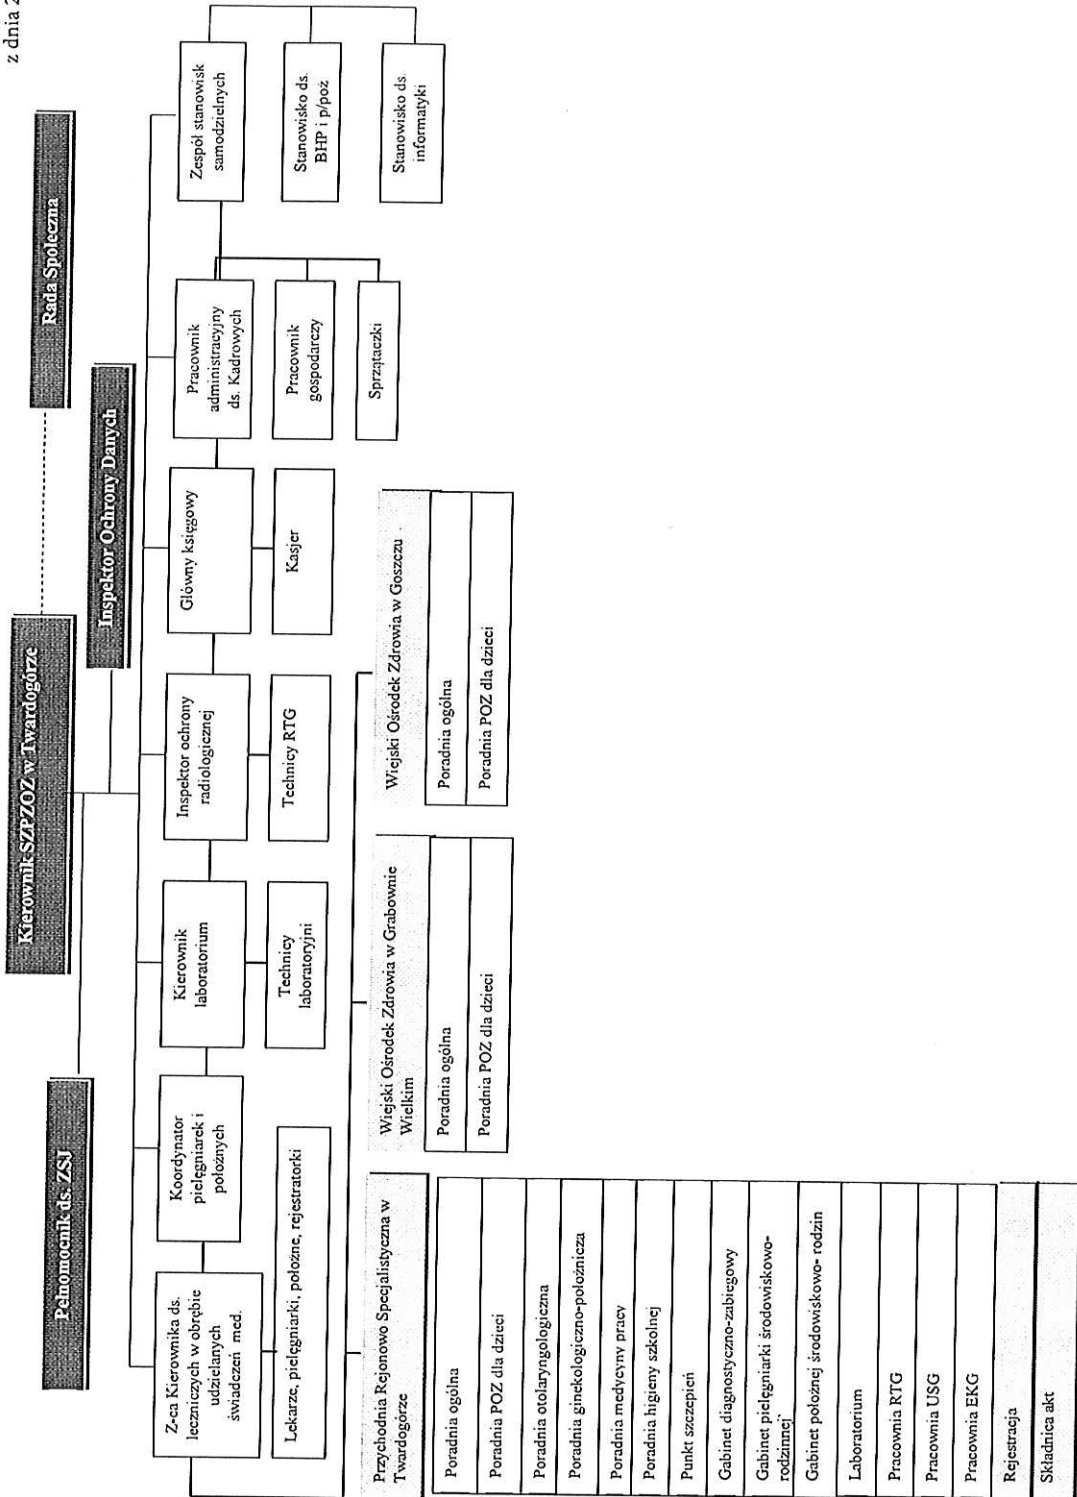 z dnia 2
Kierownik SZPZOZ w Twardogórze
Rada Społeczna
Pełnomocnik ds. ZSJ
Inspektor Ochrony Danych
Z-ca Kierownika ds.
leczniczych w obrębie
udzielanych
świadczeń med.
Koordynator
pielęgniarek i
położnych
Kierownik
laboratorium
Inspektor ochrony
radiologicznej
Główny księgowy
Pracownik
administracyjny
ds. Kadrowych
Zespół stanowisk
samodzielnych
Lekarze, pielęgniarki, położne, rejestratorki
Technicy
laboratoryjni
Technicy RTG
Kasjer
Pracownik
gospodarczy
Sprzątaczki
Stanowisko ds.
BHP i p/poż
Stanowisko ds.
informatyki
Przychodnia Rejonowo Specjalistyczna w
Twardogórze
Poradnia ogólna
Poradnia POZ dla dzieci
Poradnia otolaryngologiczna
Poradnia ginekologiczno-położnicza
Poradnia medycyny pracy
Poradnia higieny szkolnej
Punkt szczepień
Gabinet diagnostyczno-zabiegowy
Gabinet pielęgniarki środowiskowo-
rodzinnej
Gabinet położnej środowiskowo- rodzin
Laboratorium
Pracownia RTG
Pracownia USG
Pracownia EKG
Rejestracja
Składnica akt
Wiejski Ośrodek Zdrowia w Grabownie
Wielkim
Poradnia ogólna
Poradnia POZ dla dzieci
Wiejski Ośrodek Zdrowia w Goszczu
Poradnia ogólna
Poradnia POZ dla dzieci